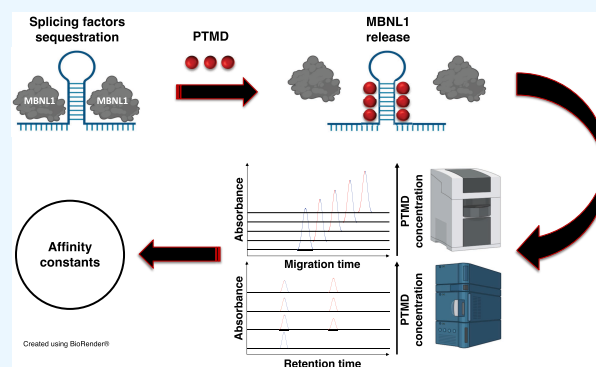 Splicing factors
sequestration
PTMD
MBNL1
release
MBNL1
MBNL1
Absorbance
Migration time
PTMD
concentration
Affinity
constants
Absorbance
Retention time
PTMD
concentration
Created using BioRender®